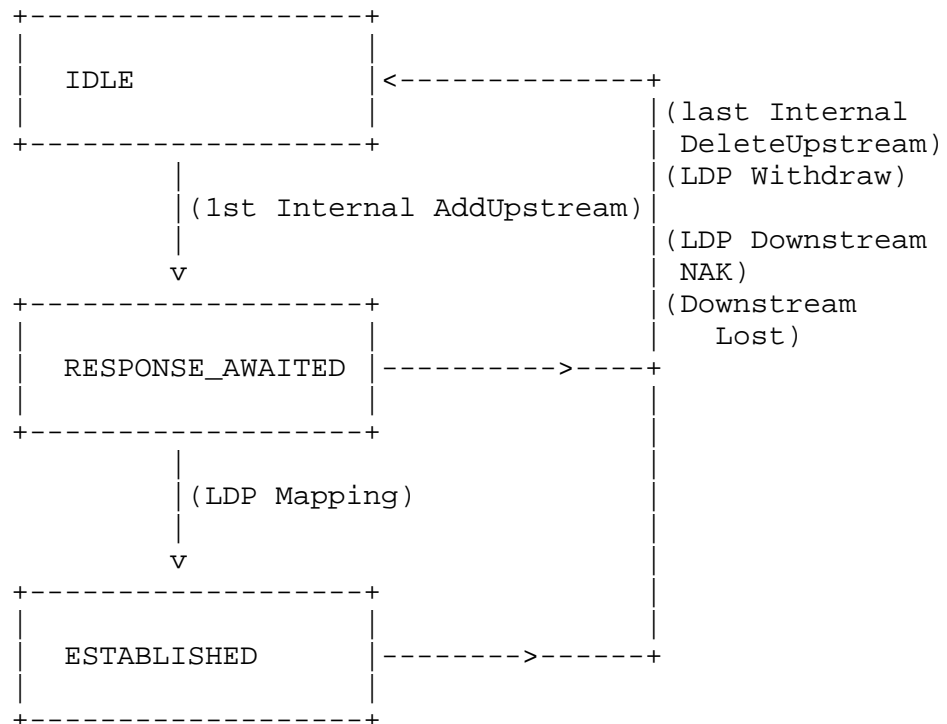 IDLE
(last Internal
DeleteUpstream)
(LDP Withdraw)
(1st Internal AddUpstream)
(LDP Downstream
NAK)
(Downstream
Lost)
RESPONSE_AWAITED
(LDP Mapping)
ESTABLISHED